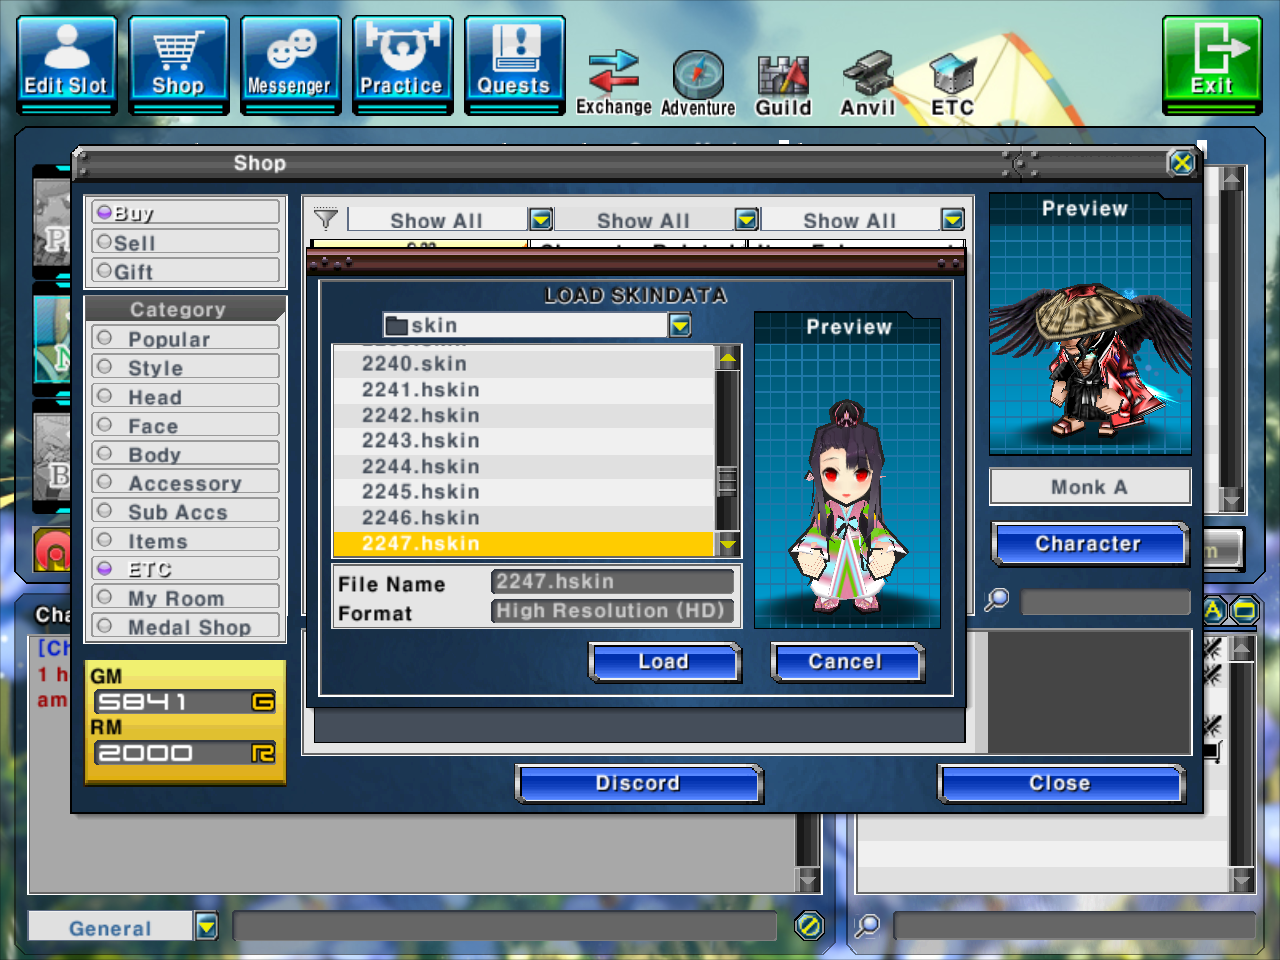 Edit Slot
Shop
Messenger
Practice
Quests
Exchange
Adventure
Guild
Anvil
ETC
Exit
Shop
Buy
Sell
Gift
Category
Popular
Style
Head
Face
Body
Accessory
Sub Accs
Items
ETC
My Room
Medal Shop
GM
5841 G
RM
2000 R
Show All
Show All
Show All
LOAD SKINDATA
skin
2240.skin
2241.hskin
2242.hskin
2243.hskin
2244.hskin
2245.hskin
2246.hskin
2247.hskin
File Name 2247.hskin
Format High Resolution (HD)
Preview
Load
Cancel
Preview
Monk A
Character
Discord
Close
Cha
[Ch
1 h
am
General